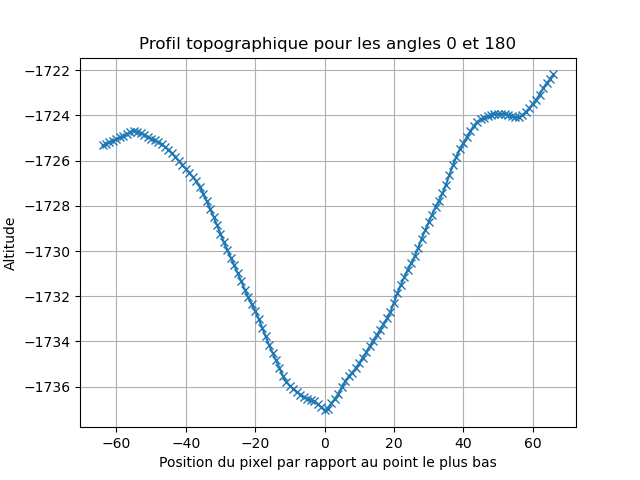 Profil topographique pour les angles 0 et 180
−1722
−1724
−1726
−1728
−1730
−1732
−1734
−1736
Altitude
−60 −40 −20 0 20 40 60
Position du pixel par rapport au point le plus bas